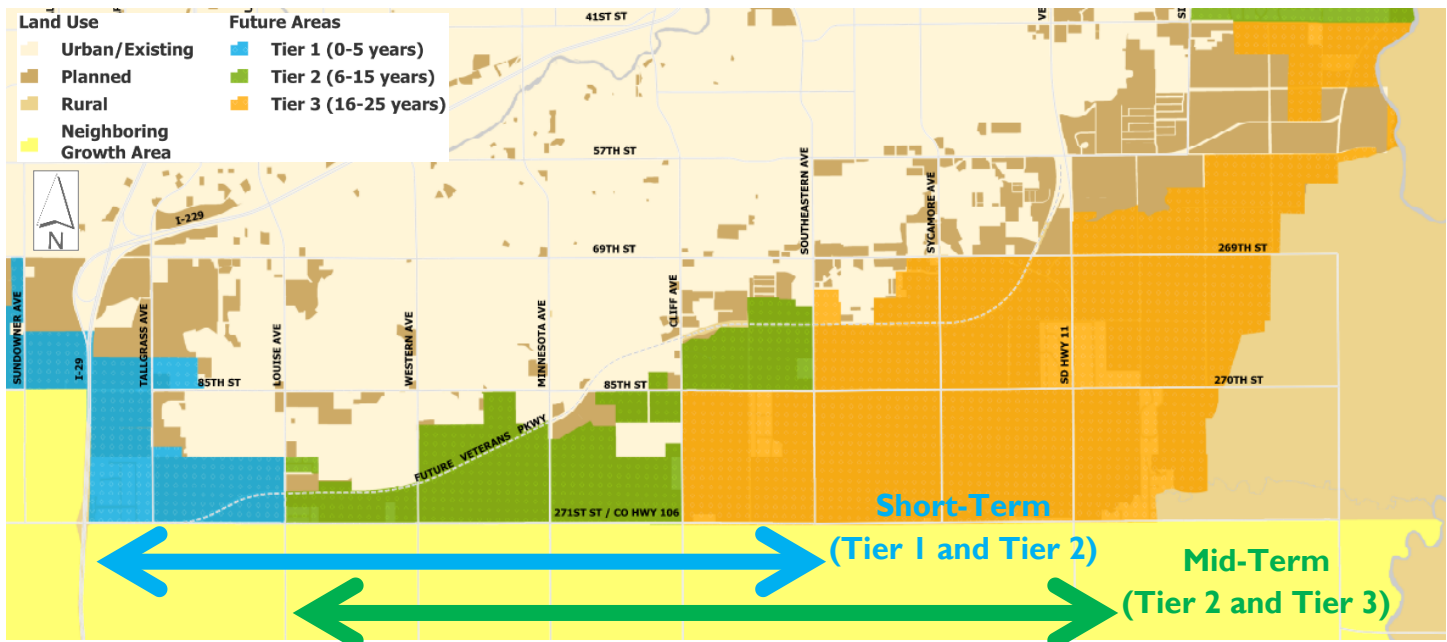 Land Use
Urban/Existing
Planned
Rural
Neighboring
Growth Area
Future Areas
Tier 1 (0-5 years)
Tier 2 (6-15 years)
Tier 3 (16-25 years)
N
41ST ST
57TH ST
I-229
69TH ST
269TH ST
SUNDOWNER AVE
I-29
TALLGRASS AVE
LOUISE AVE
WESTERN AVE
MINNESOTA AVE
CLIFF AVE
SOUTHEASTERN AVE
SYCAMORE AVE
SD HWY 11
85TH ST
85TH ST
270TH ST
FUTURE VETERANS PKWY
271ST ST / CO HWY 106
Short-Term
(Tier 1 and Tier 2)
Mid-Term
(Tier 2 and Tier 3)